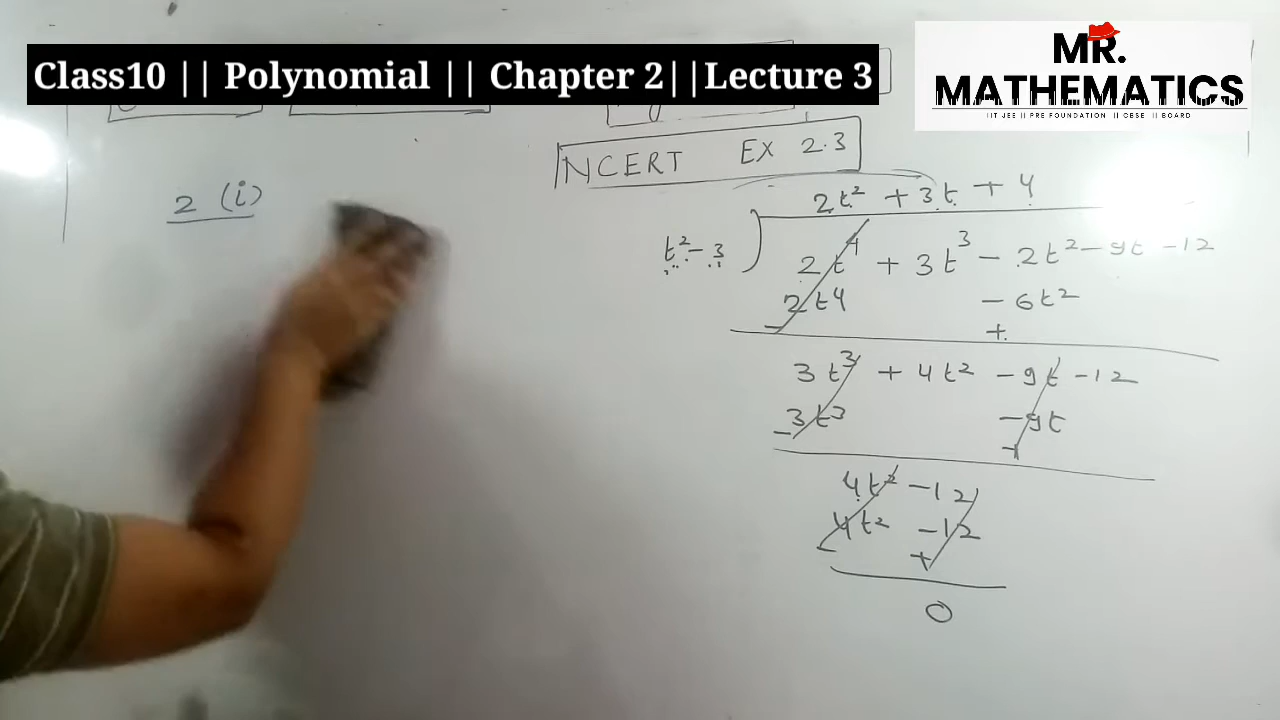 Class10 || Polynomial || Chapter 2||Lecture 3
MR.
MATHEMATICS
IIT JEE || PRE FOUNDATION || CBSE || BOARD
NCERT EX 2.3
2 (i)
2t² + 3t + 4
t² - 3
2t⁴ + 3t³ - 2t² - 9t - 12
2t⁴ - 6t²
- +
3t³ + 4t² - 9t - 12
3t³ - 9t
- +
4t² - 12
4t² - 12
- +
0